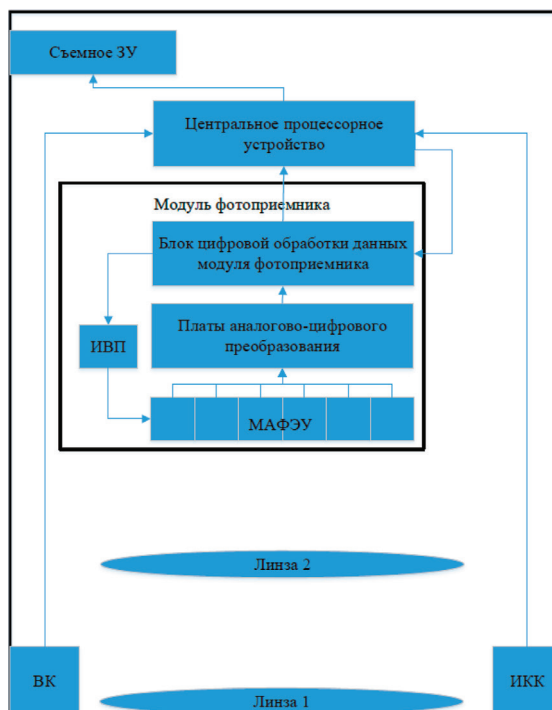 Съемное ЗУ
Центральное процессорное
устройство
Модуль фотоприемника
Блок цифровой обработки данных
модуля фотоприемника
Платы аналогово-цифрового
преобразования
ИВП
МАФЭУ
Линза 2
ВК
ИКК
Линза 1